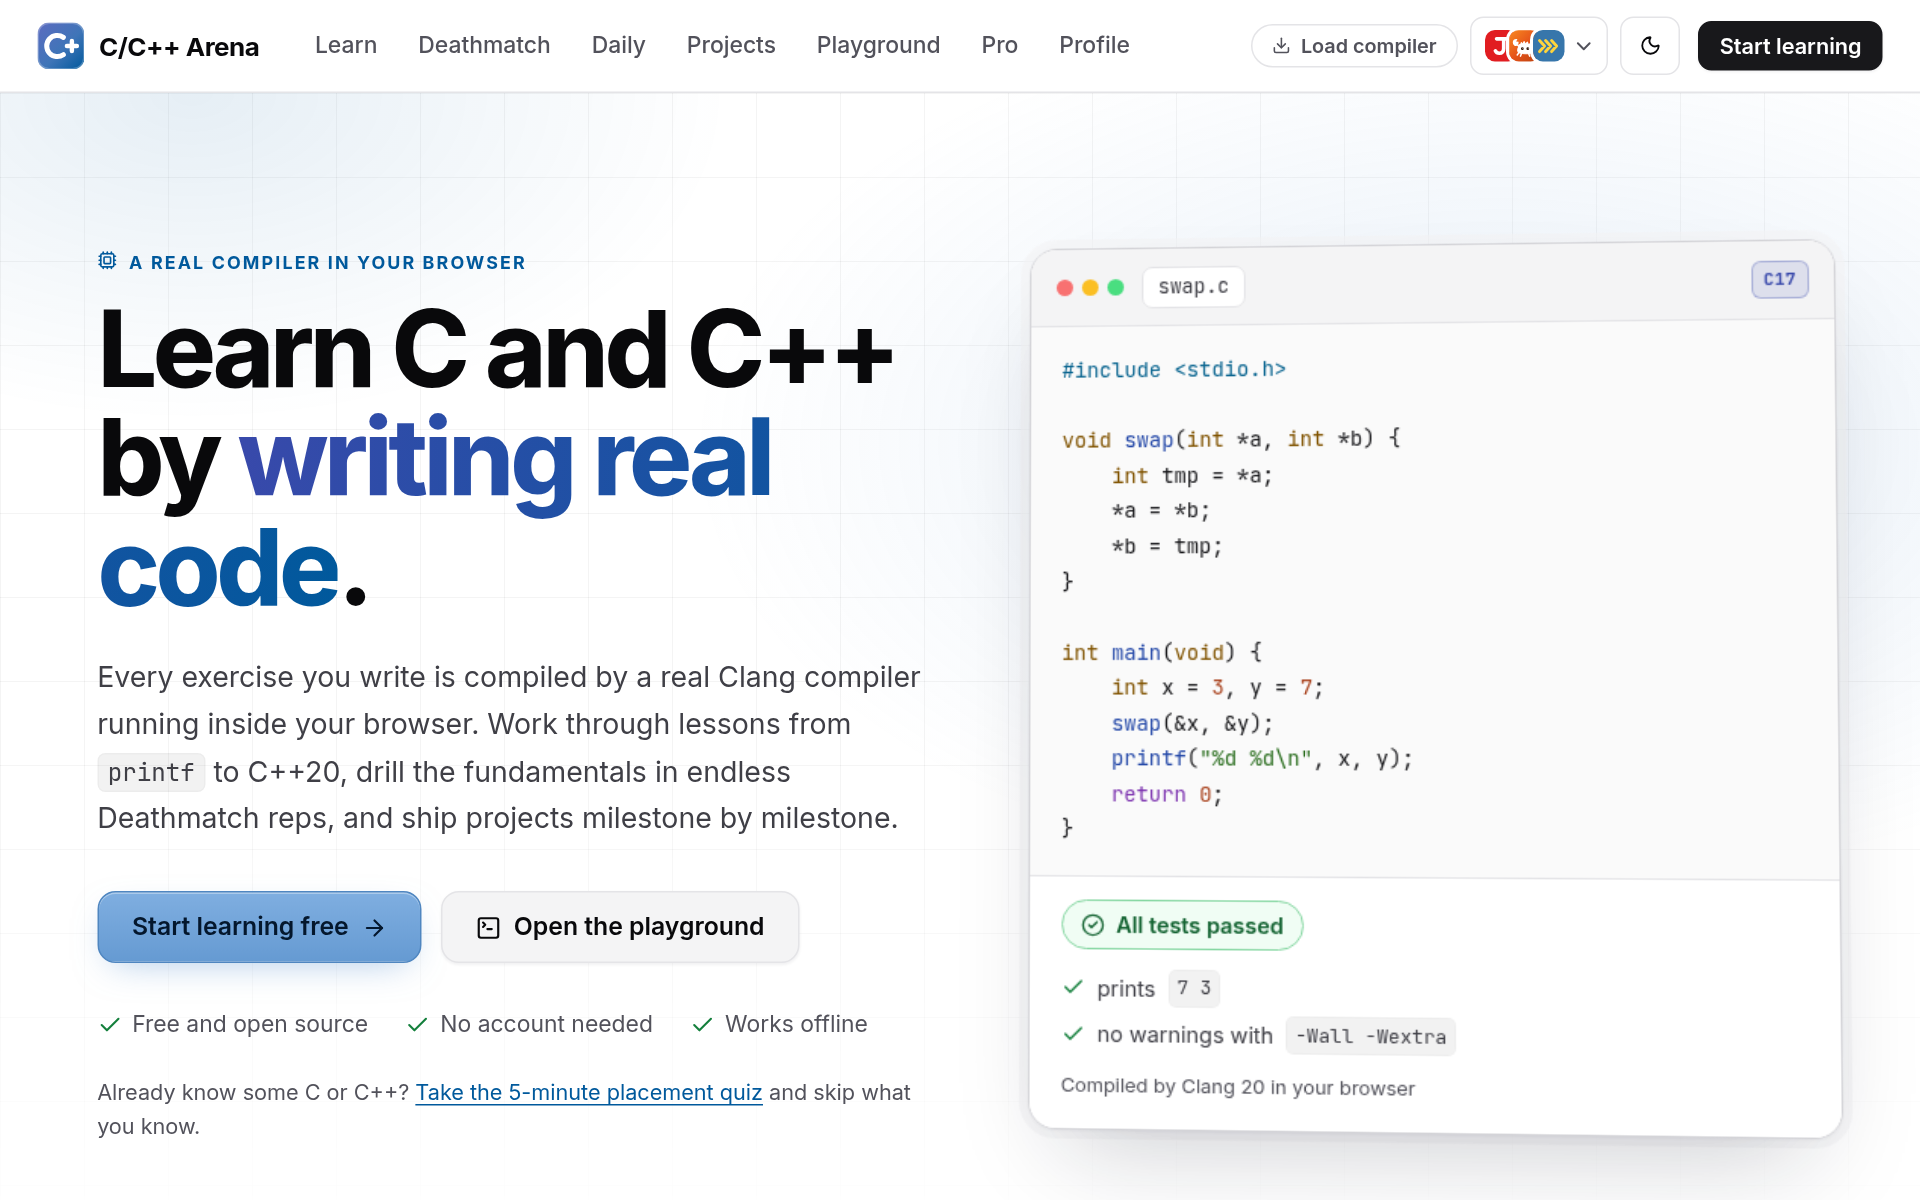 C/C++ Arena
Learn
Deathmatch
Daily
Projects
Playground
Pro
Profile
Load compiler
Start learning
A REAL COMPILER IN YOUR BROWSER
Learn C and C++
by writing real
code.
Every exercise you write is compiled by a real Clang compiler
running inside your browser. Work through lessons from
printf to C++20, drill the fundamentals in endless
Deathmatch reps, and ship projects milestone by milestone.
Start learning free
Open the playground
Free and open source
No account needed
Works offline
Already know some C or C++? Take the 5-minute placement quiz and skip what
you know.
swap.c
C17
#include <stdio.h>
void swap(int *a, int *b) {
    int tmp = *a;
    *a = *b;
    *b = tmp;
}
int main(void) {
    int x = 3, y = 7;
    swap(&x, &y);
    printf("%d %d\n", x, y);
    return 0;
}
All tests passed
prints 7 3
no warnings with -Wall -Wextra
Compiled by Clang 20 in your browser